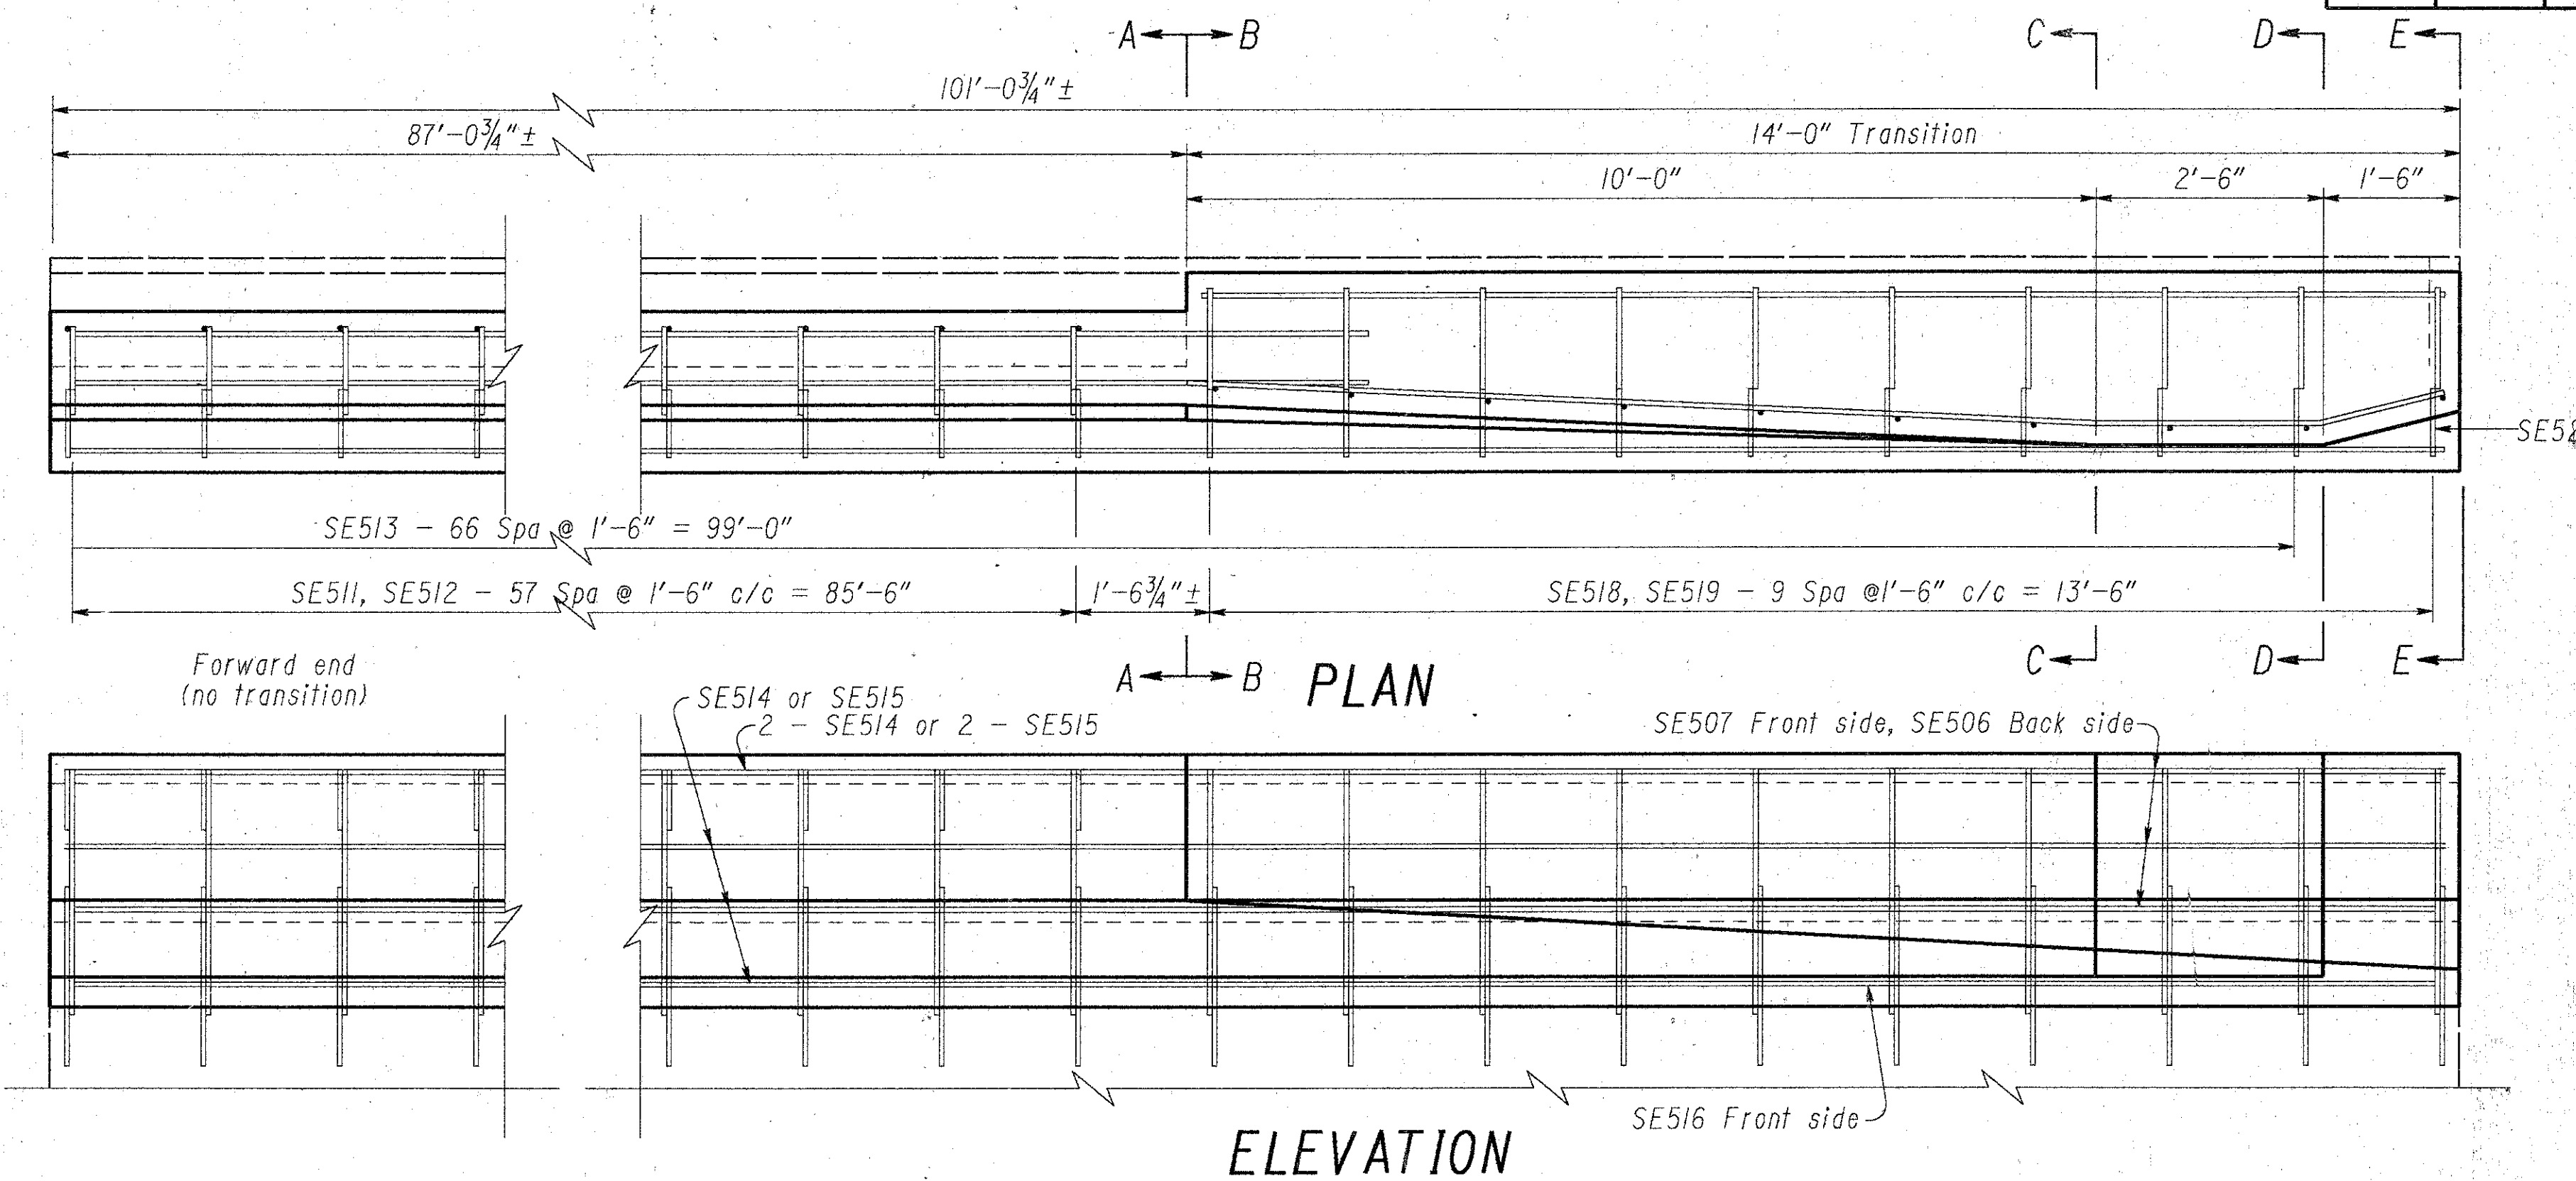 A B
C
D
E
101'-0¾"±
87'-0¾"±
14'-0" Transition
10'-0"
2'-6"
1'-6"
SE513 - 66 Spa @ 1'-6" = 99'-0"
SE511, SE512 - 57 Spa @ 1'-6" c/c = 85'-6"
1'-6¾"±
SE518, SE519 - 9 Spa @1'-6" c/c = 13'-6"
A B
C
D
E
PLAN
Forward end
(no transition)
SE514 or SE515
2 - SE514 or 2 - SE515
SE507 Front side, SE506 Back side
SE516 Front side
ELEVATION